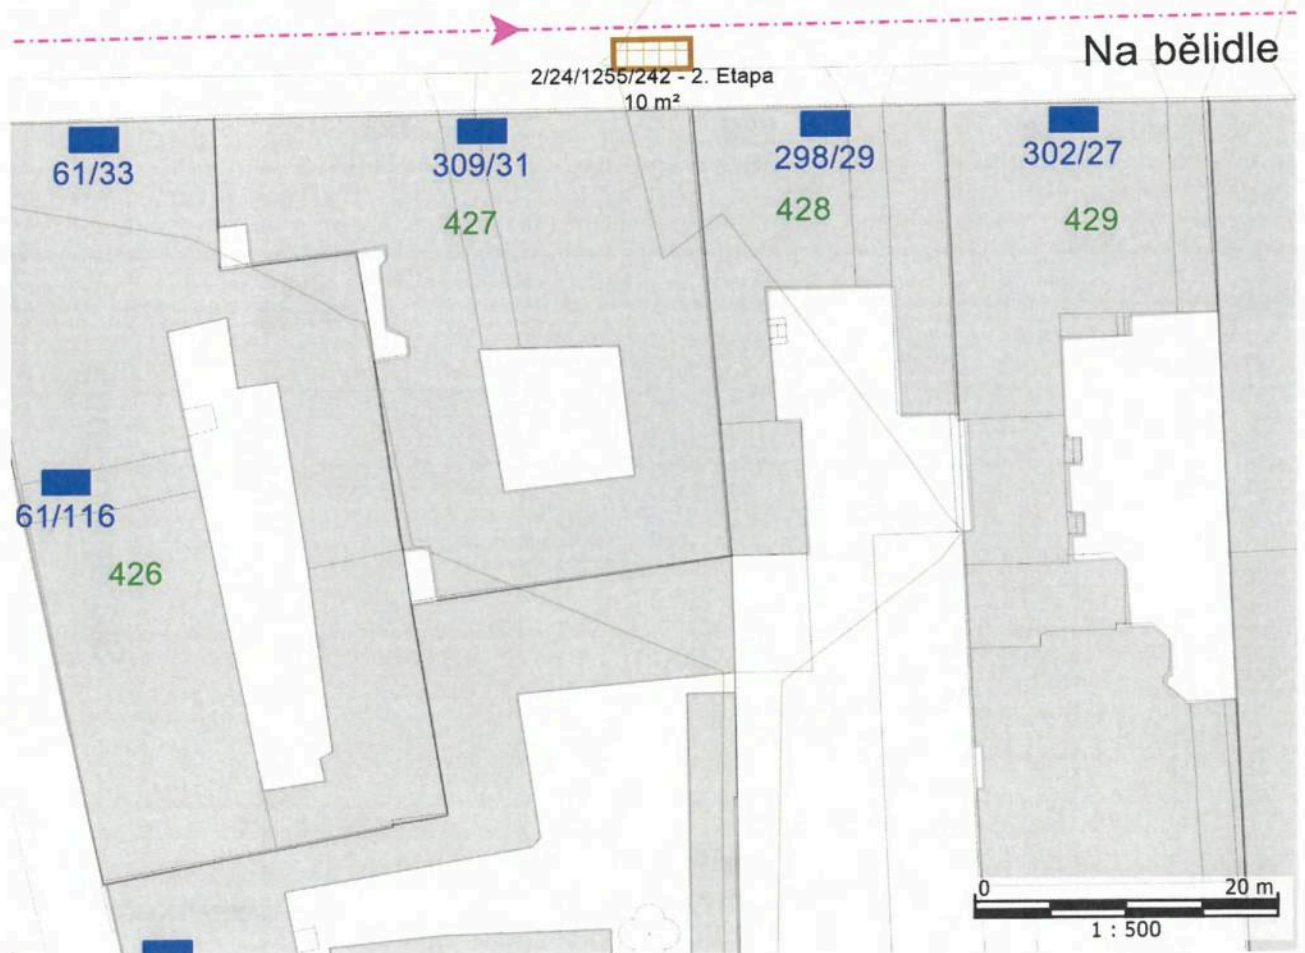 Na bělidle
2/24/1255/242 - 2. Etapa
10 m²
61/33
309/31
298/29
302/27
427
428
429
61/116
426
0 20 m
1 : 500